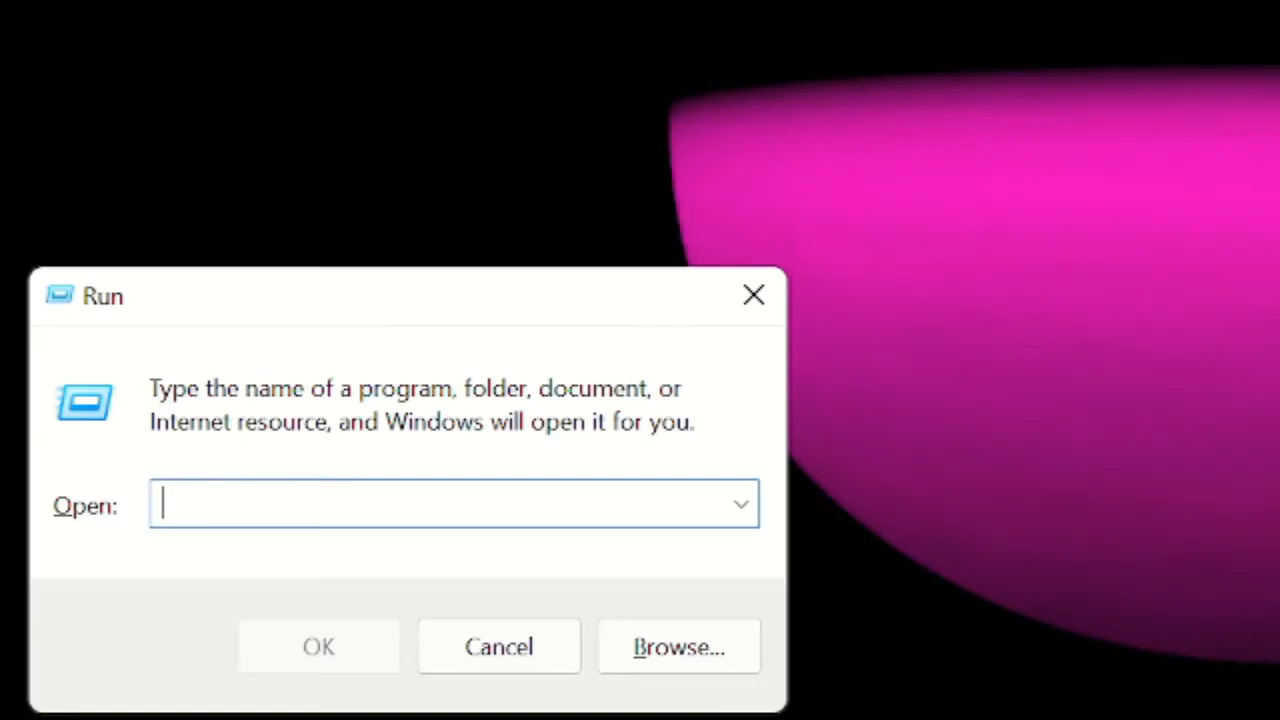 Run
Type the name of a program, folder, document, or
Internet resource, and Windows will open it for you.
Open:
OK Cancel Browse...